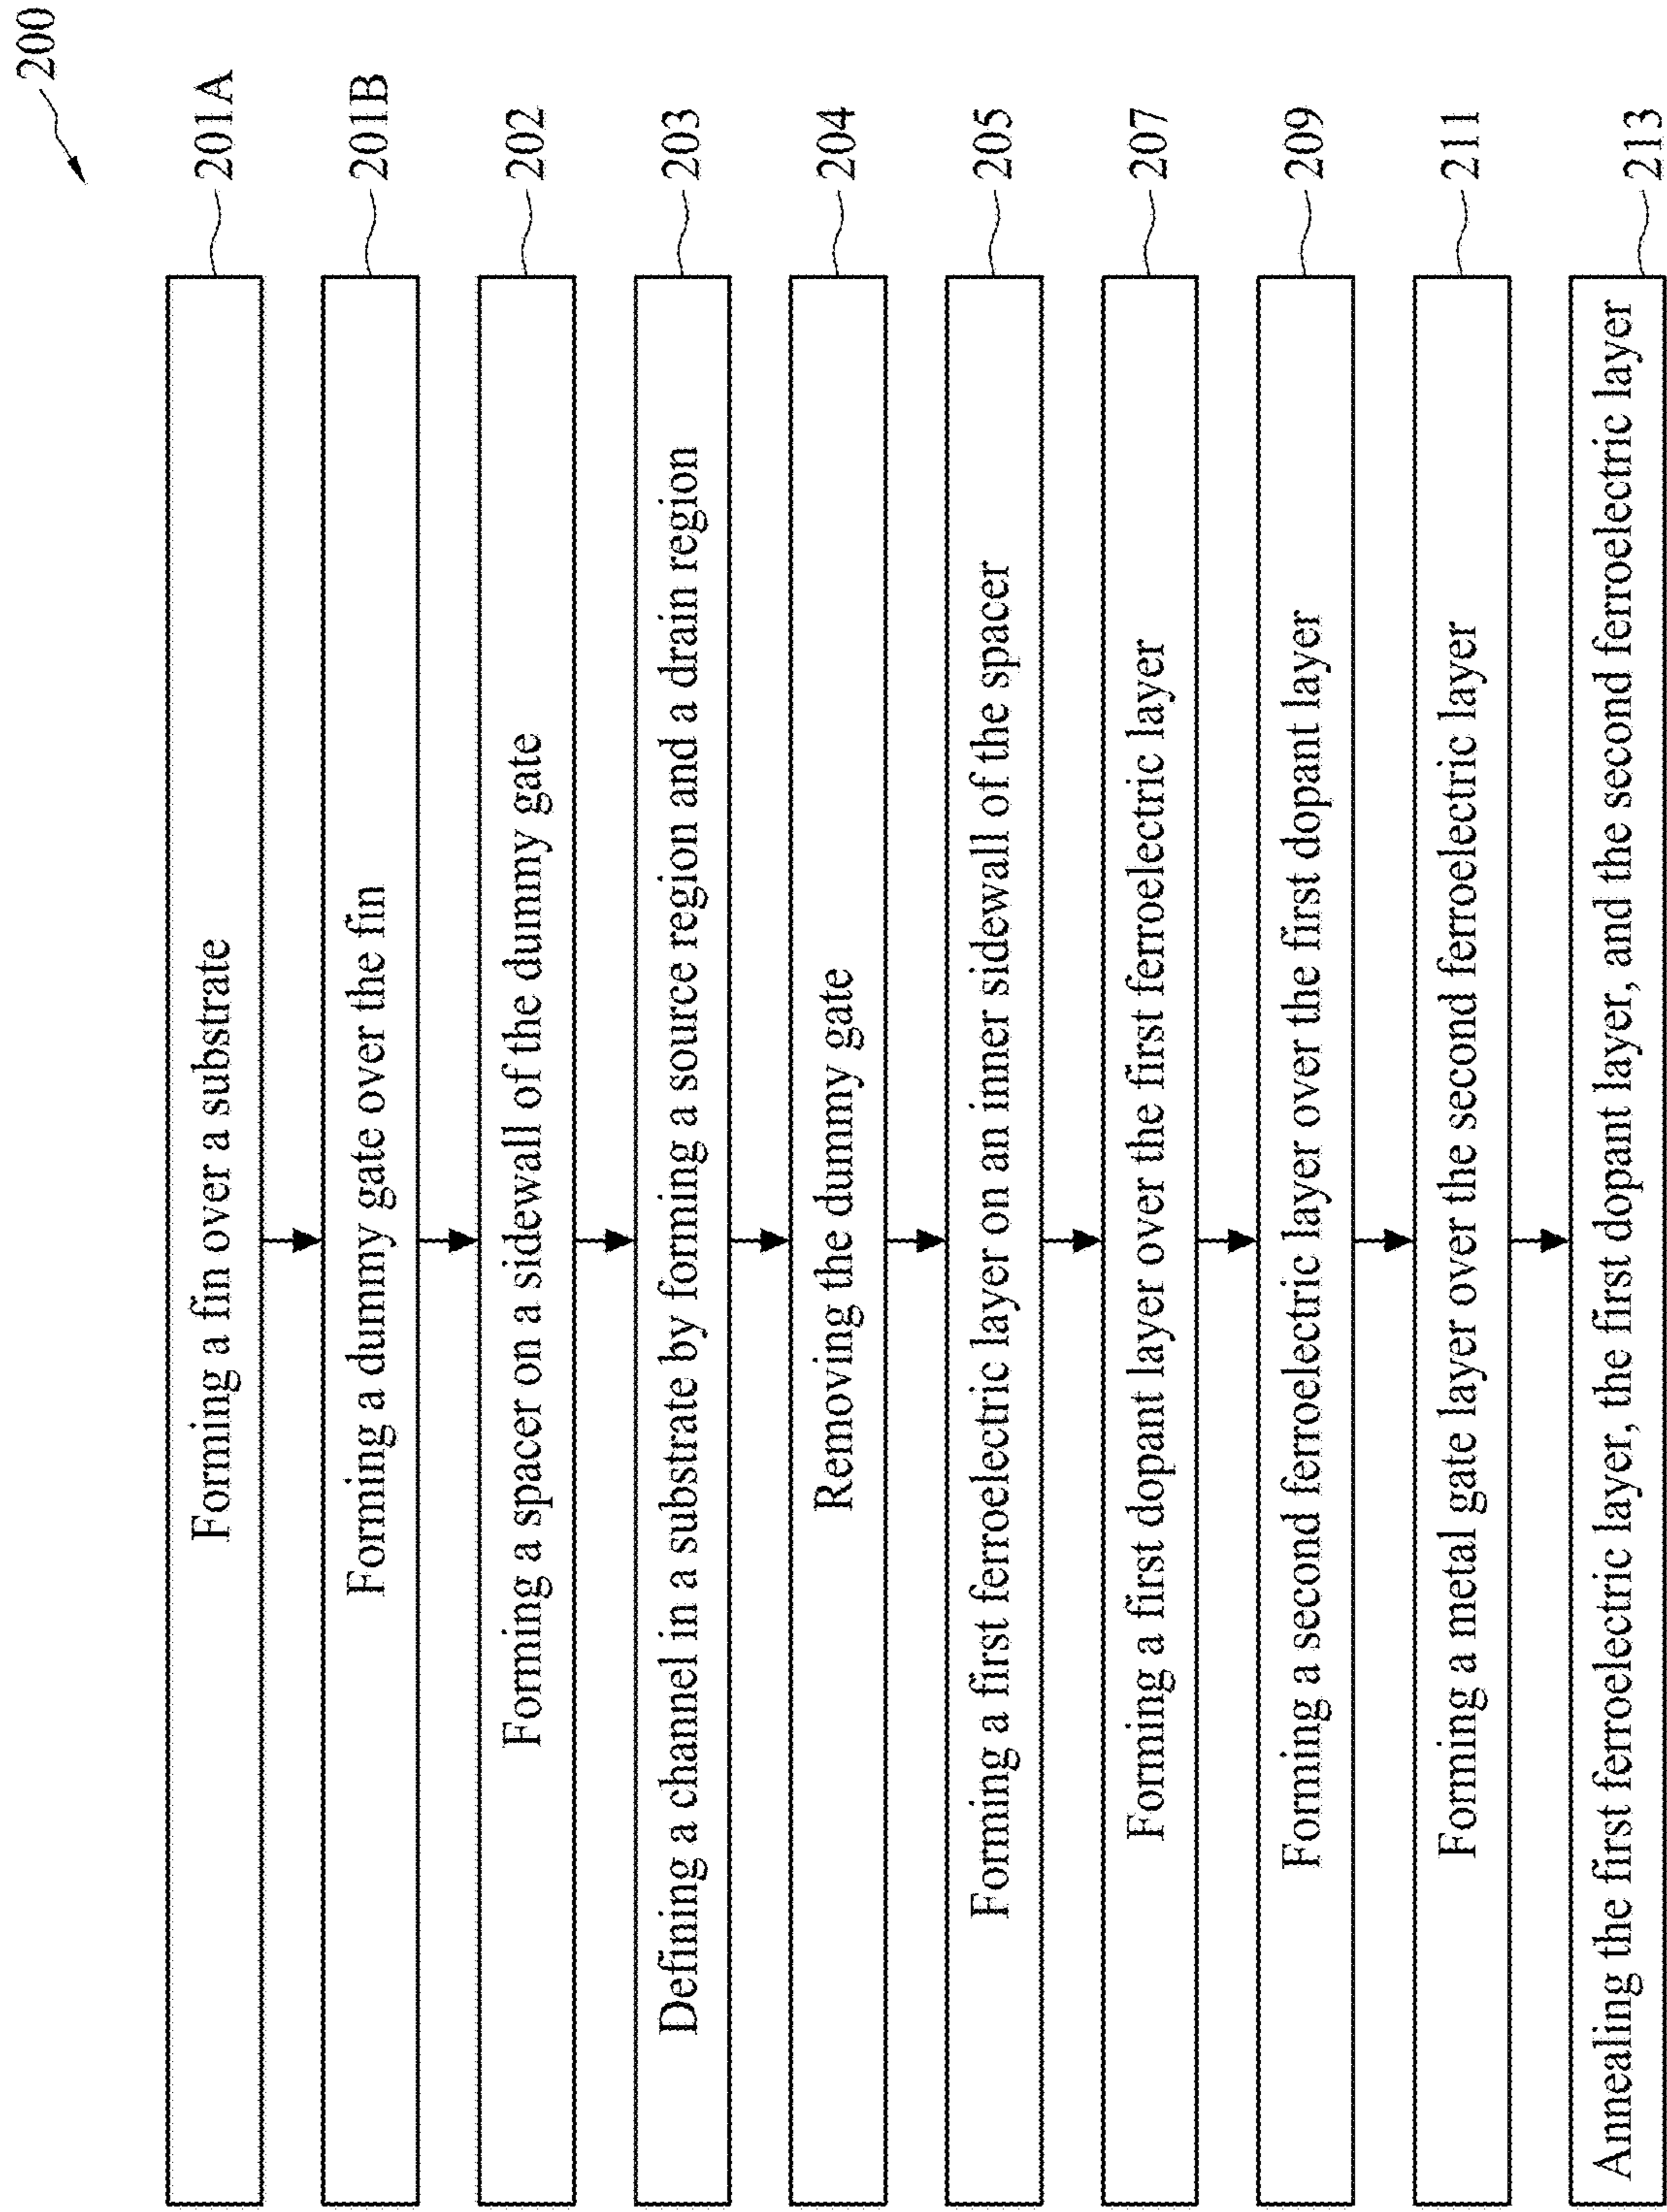 200
Forming a fin over a substrate
201A
Forming a dummy gate over the fin
201B
Forming a spacer on a sidewall of the dummy gate
202
Defining a channel in a substrate by forming a source region and a drain region
203
Removing the dummy gate
204
Forming a first ferroelectric layer on an inner sidewall of the spacer
205
Forming a first dopant layer over the first ferroelectric layer
207
Forming a second ferroelectric layer over the first dopant layer
209
Forming a metal gate layer over the second ferroelectric layer
211
Annealing the first ferroelectric layer, the first dopant layer, and the second ferroelectric layer
213